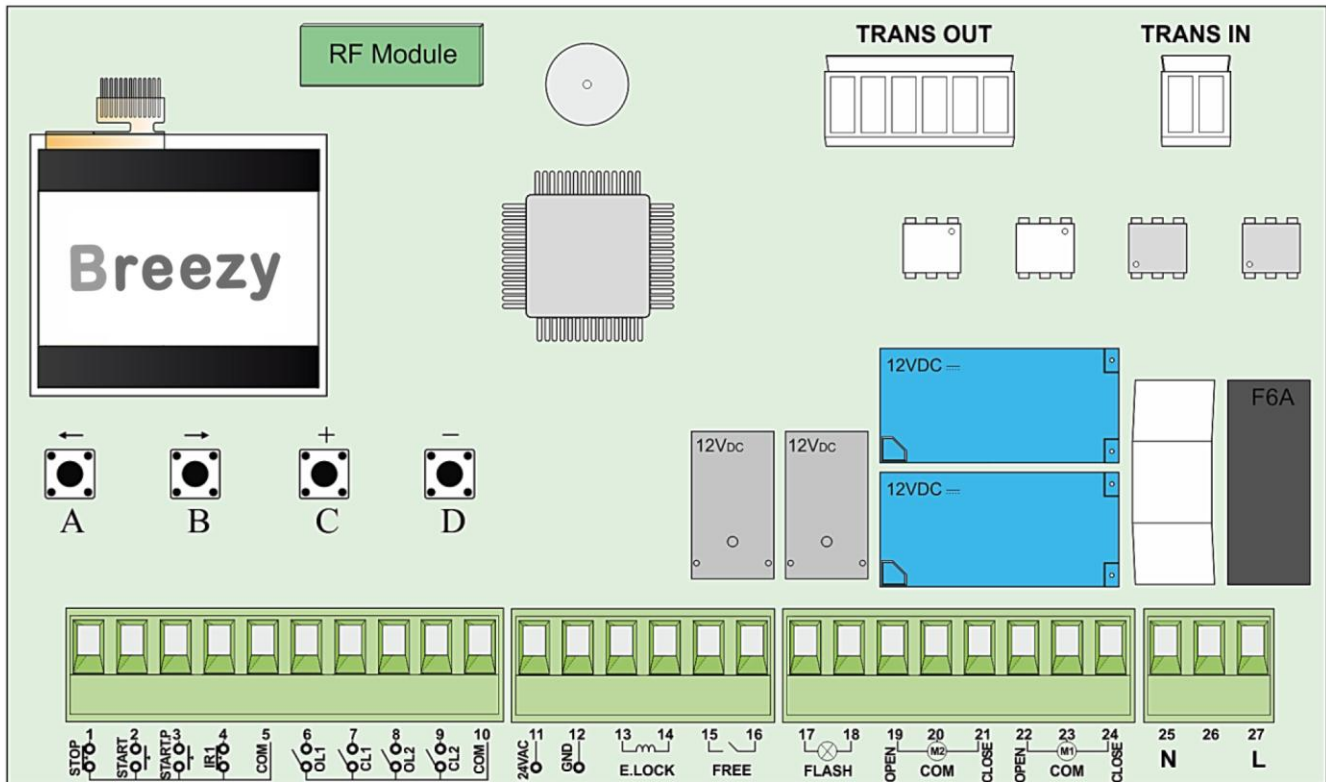 RF Module
TRANS OUT
TRANS IN
Breezy
12VDC
F6A
12VDC
12VDC
12VDC
← → + −
A B C D
1 2 3 4 5 6 7 8 9 10 11 12 13 14 15 16 17 18 19 20 21 22 23 24 25 26 27
STOP START START.P IR1 COM OL1 CL1 OL2 CL2 COM 24VAC GND E.LOCK FREE FLASH OPEN M2 COM CLOSE OPEN M1 COM CLOSE N L